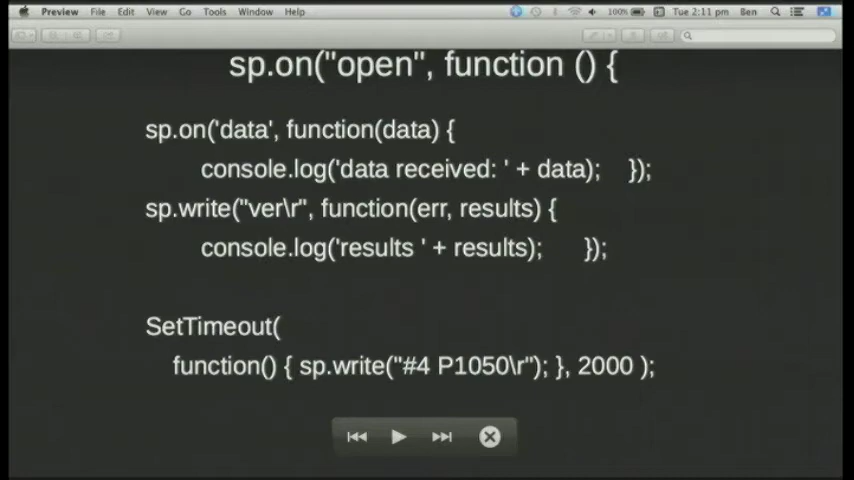 Preview File Edit View Go Tools Window Help 100% Tue 2:11 pm Ben
sp.on("open", function () {
sp.on('data', function(data) {
console.log('data received: ' + data); });
sp.write("ver\r", function(err, results) {
console.log('results ' + results); });
SetTimeout(
function() { sp.write("#4 P1050\r"); }, 2000 );